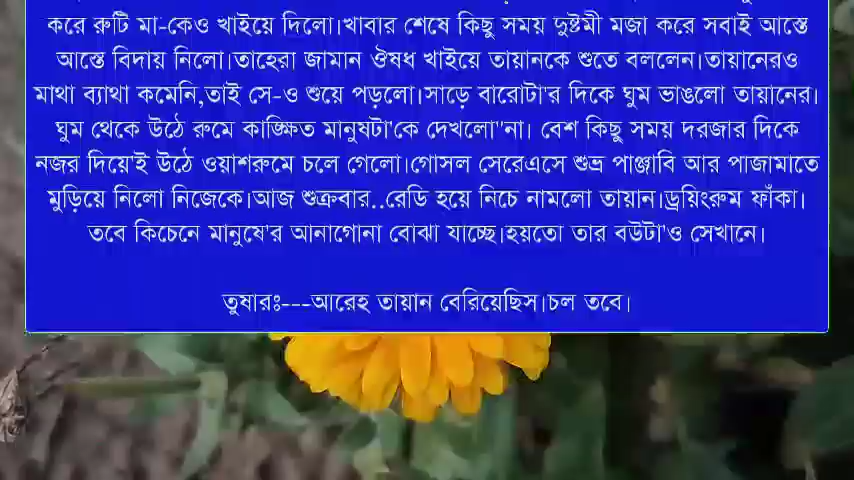 করে রুটি মা-কেও খাইয়ে দিলো।খাবার শেষে কিছু সময় দুষ্টমী মজা করে সবাই আস্তে
আস্তে বিদায় নিলো।তাহেরা জামান ঔষধ খাইয়ে তায়ানকে শুতে বললেন।তায়ানেরও
মাথা ব্যাথা কমেনি,তাই সে-ও শুয়ে পড়লো।সাড়ে বারোটা'র দিকে ঘুম ভাঙলো তায়ানের।
ঘুম থেকে উঠে রুমে কাঙ্ক্ষিত মানুষটা'কে দেখলো"না। বেশ কিছু সময় দরজার দিকে
নজর দিয়ে'ই উঠে ওয়াশরুমে চলে গেলো।গোসল সেরেএসে শুভ্র পাঞ্জাবি আর পাজামাতে
মুড়িয়ে নিলো নিজেকে।আজ শুক্রবার..রেডি হয়ে নিচে নামলো তায়ান।ড্রয়িংরুম ফাঁকা।
তবে কিচেনে মানুষে'র আনাগোনা বোঝা যাচ্ছে।হয়তো তার বউটা'ও সেখানে।
তুষারঃ---আরেহ তায়ান বেরিয়েছিস।চল তবে।